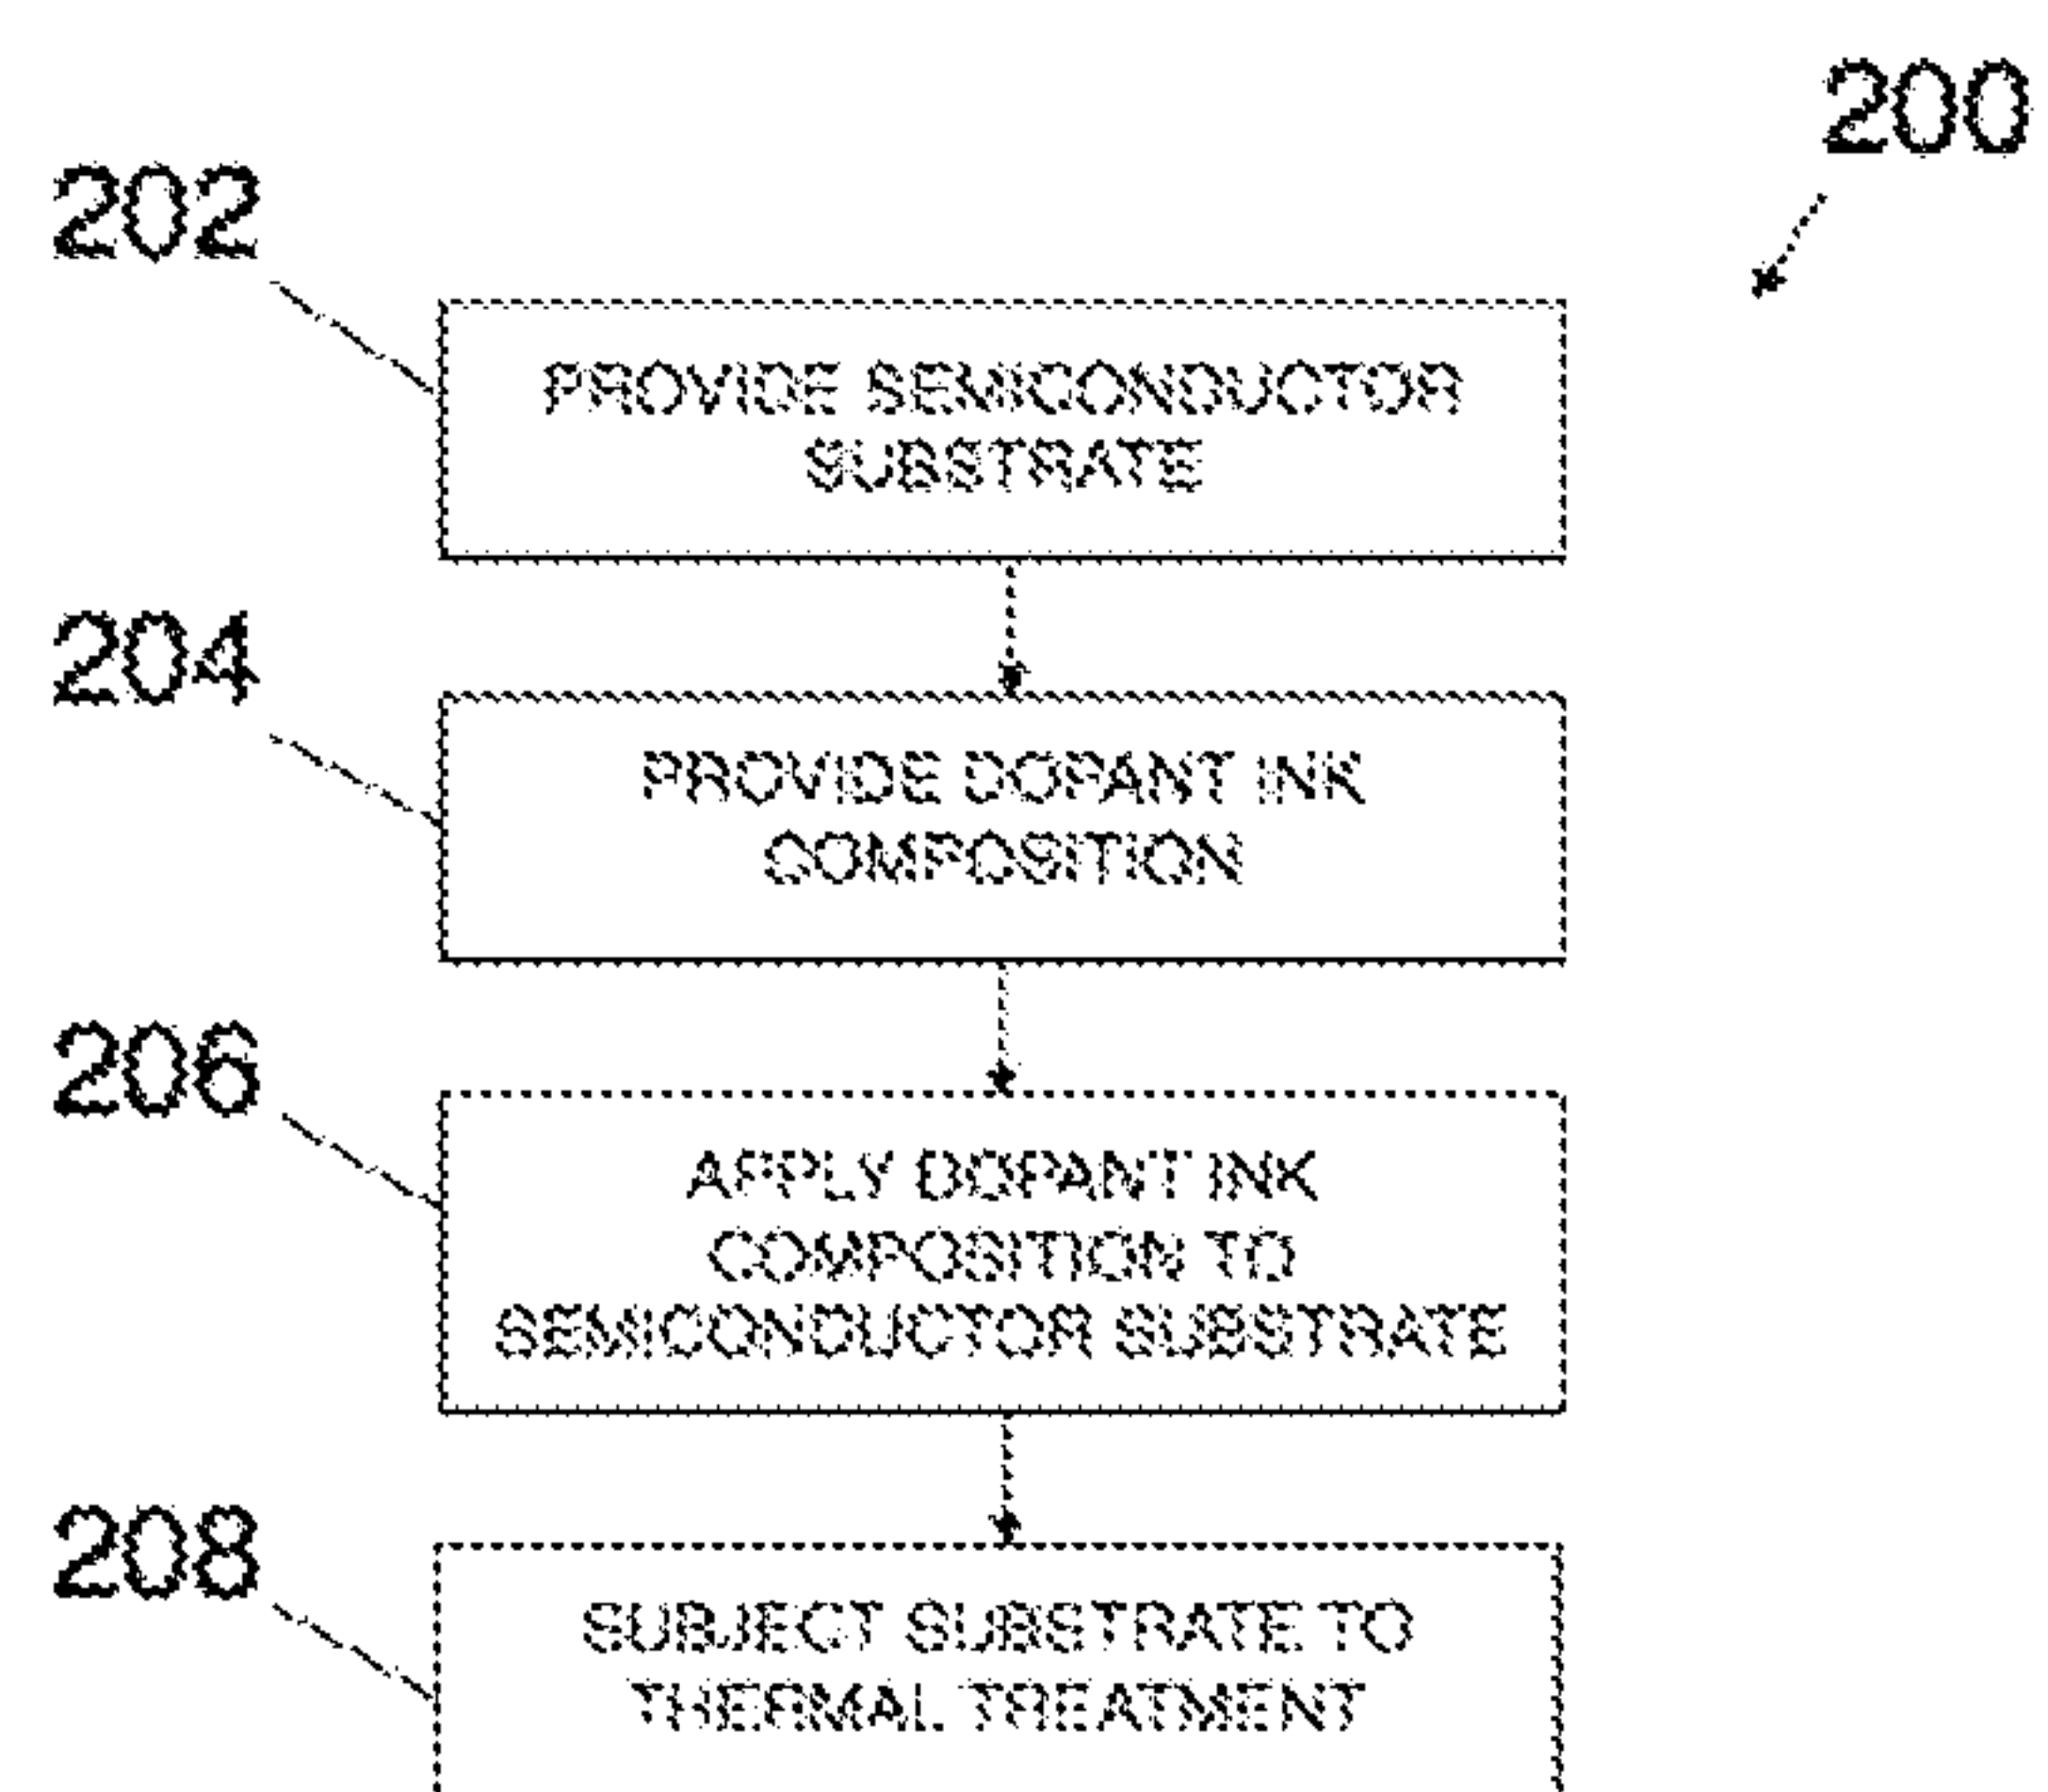 200
202
PROVIDE SEMICONDUCTOR
SUBSTRATE
204
PROVIDE DOPANT INK
COMPOSITION
206
APPLY DOPANT INK
COMPOSITION TO
SEMICONDUCTOR SUBSTRATE
208
SUBJECT SUBSTRATE TO
THERMAL TREATMENT